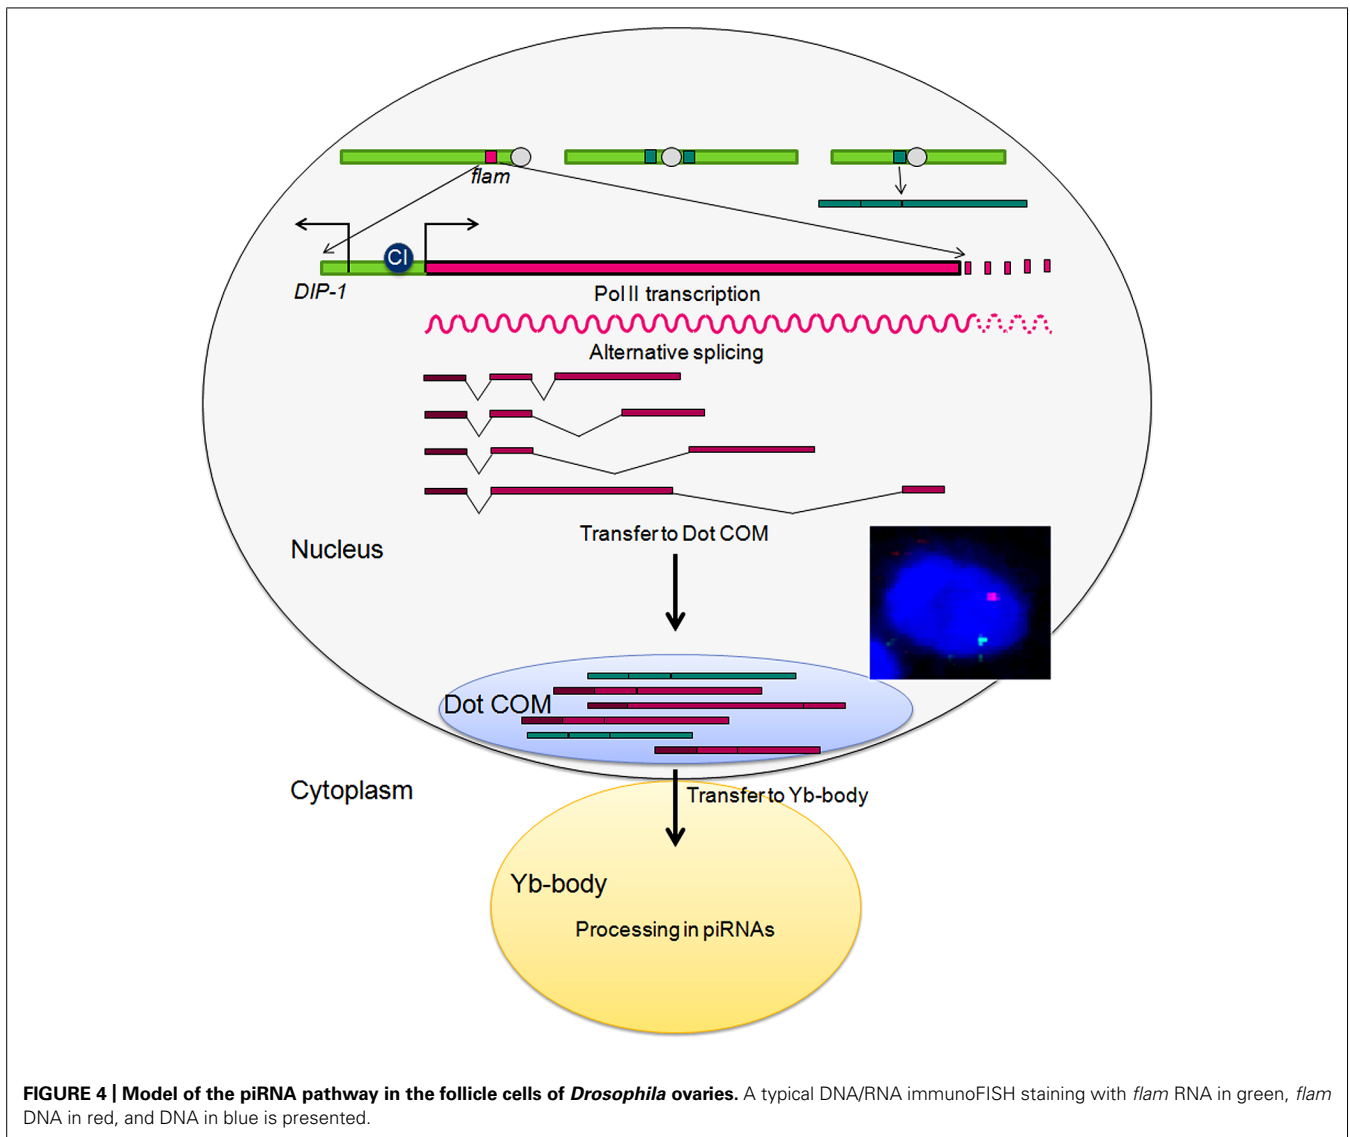 flam
CI
DIP-1
Pol II transcription
Alternative splicing
Transfer to Dot COM
Nucleus
Dot COM
Cytoplasm
Transfer to Yb-body
Yb-body
Processing in piRNAs
FIGURE 4 | Model of the piRNA pathway in the follicle cells of Drosophila ovaries. A typical DNA/RNA immunoFISH staining with flam RNA in green, flam
DNA in red, and DNA in blue is presented.